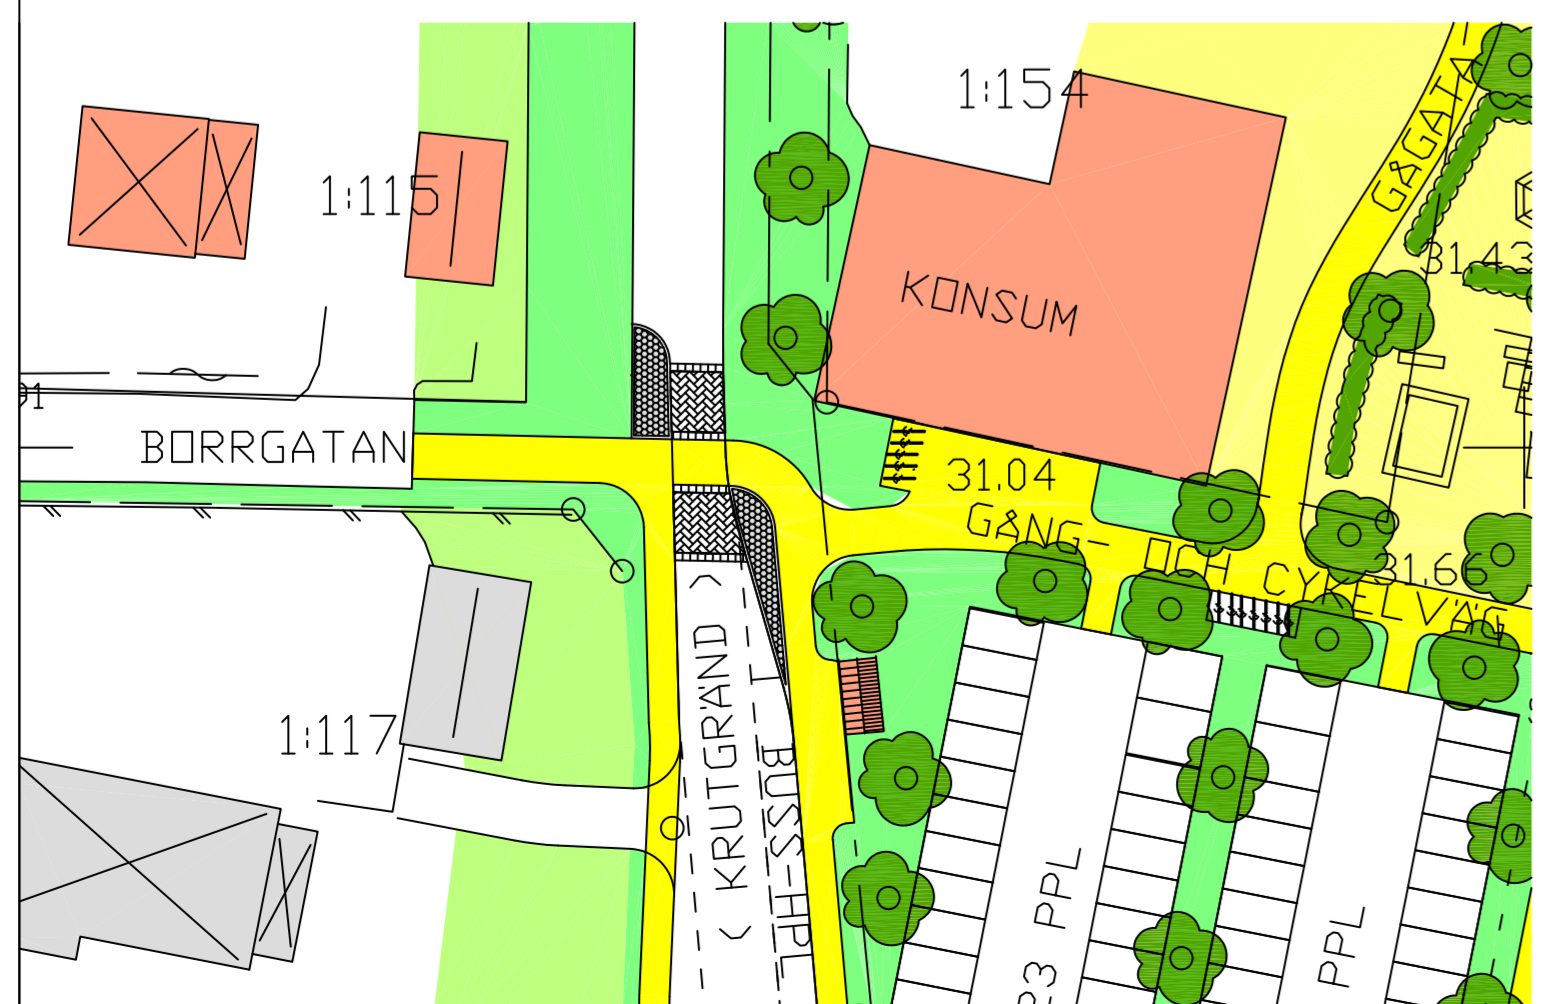 1:154
GÅGATA
1:115
31.43
KONSUM
BORRGATAN
31.04
GÅNG- OCH CYKELVÄG
31.66
KRUTGRÄND
1:117
BUSS-HPL
23 PPL
PPL